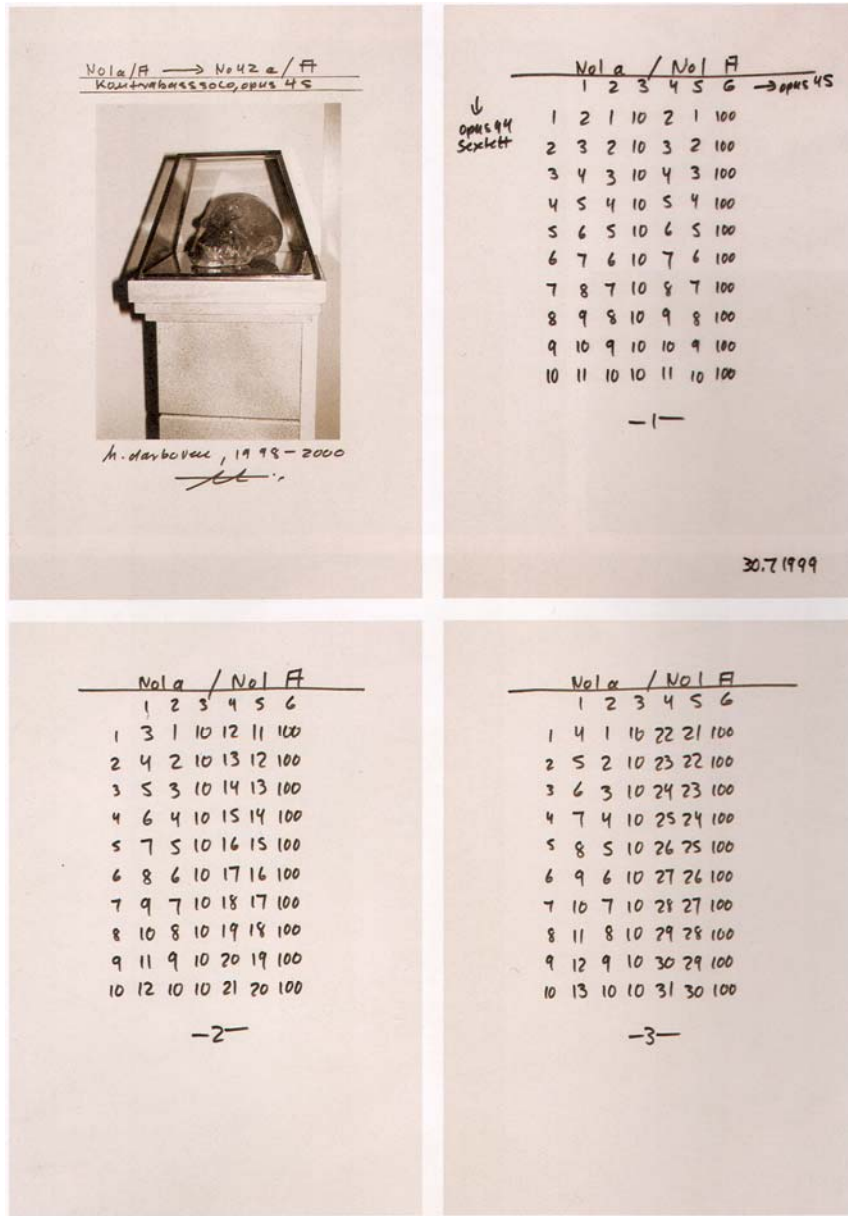 No1a/A → No42a/A
Kontrabasssolo, opus 45
h. darboven, 1998-2000
No1a / No1 A
1 2 3 4 5 6 → opus 45
↓
opus 44
Sextett
1 2 1 10 2 1 100
2 3 2 10 3 2 100
3 4 3 10 4 3 100
4 5 4 10 5 4 100
5 6 5 10 6 5 100
6 7 6 10 7 6 100
7 8 7 10 8 7 100
8 9 8 10 9 8 100
9 10 9 10 10 9 100
10 11 10 10 11 10 100
-1-
30.7 1999
No1a / No1 A
1 2 3 4 5 6
1 3 1 10 12 11 100
2 4 2 10 13 12 100
3 5 3 10 14 13 100
4 6 4 10 15 14 100
5 7 5 10 16 15 100
6 8 6 10 17 16 100
7 9 7 10 18 17 100
8 10 8 10 19 18 100
9 11 9 10 20 19 100
10 12 10 10 21 20 100
-2-
No1a / No1 A
1 2 3 4 5 6
1 4 1 10 22 21 100
2 5 2 10 23 22 100
3 6 3 10 24 23 100
4 7 4 10 25 24 100
5 8 5 10 26 25 100
6 9 6 10 27 26 100
7 10 7 10 28 27 100
8 11 8 10 29 28 100
9 12 9 10 30 29 100
10 13 10 10 31 30 100
-3-